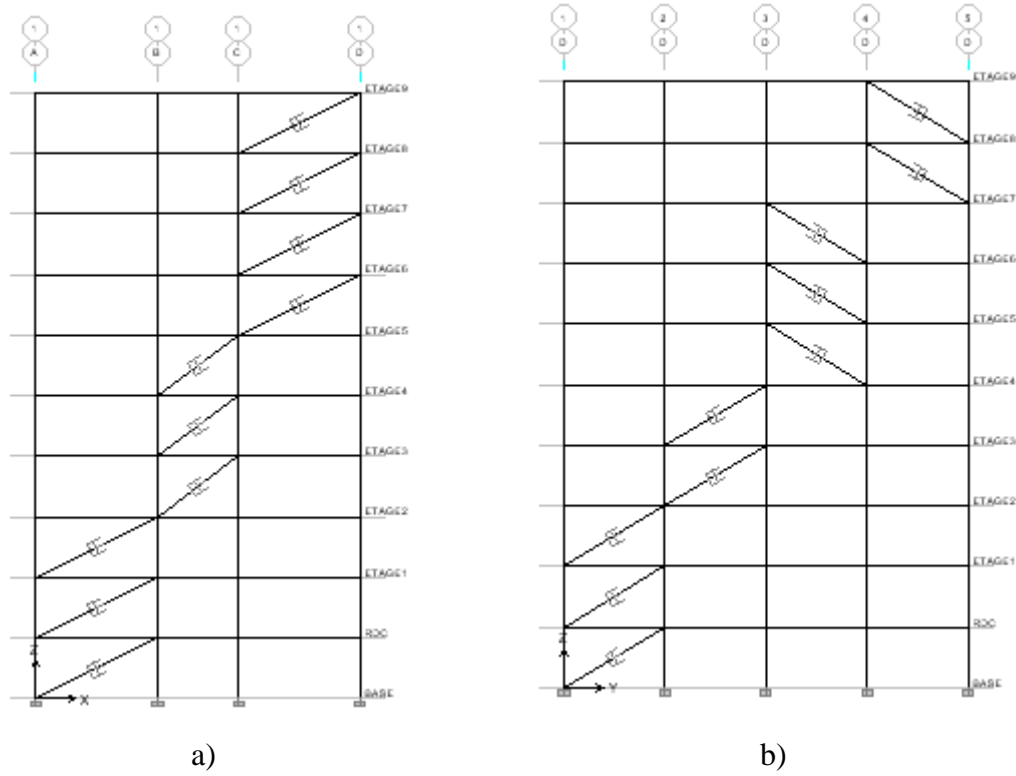 1 1 1 1
A B C D
ETAGE9
ETAGE8
ETAGE7
ETAGE6
ETAGE5
ETAGE4
ETAGE3
ETAGE2
ETAGE1
RDC
Z
X
BASE
a)
1 2 3 4 5
D D D D D
ETAGE9
ETAGE8
ETAGE7
ETAGE6
ETAGE5
ETAGE4
ETAGE3
ETAGE2
ETAGE1
RDC
Z
Y
BASE
b)